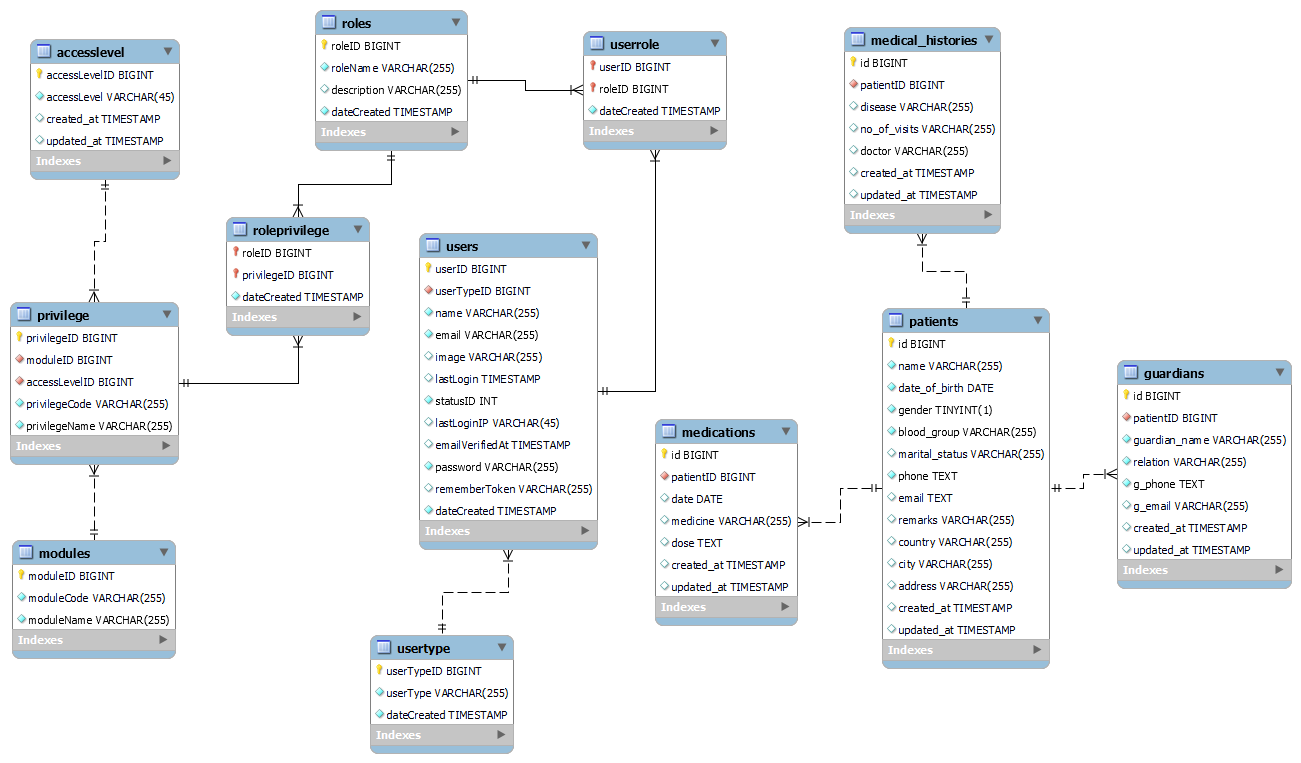 accesslevel
accessLevelID BIGINT
accessLevel VARCHAR(45)
created_at TIMESTAMP
updated_at TIMESTAMP
Indexes
roles
roleID BIGINT
roleName VARCHAR(255)
description VARCHAR(255)
dateCreated TIMESTAMP
Indexes
userrole
userID BIGINT
roleID BIGINT
dateCreated TIMESTAMP
Indexes
medical_histories
id BIGINT
patientID BIGINT
disease VARCHAR(255)
no_of_visits VARCHAR(255)
doctor VARCHAR(255)
created_at TIMESTAMP
updated_at TIMESTAMP
Indexes
roleprivilege
roleID BIGINT
privilegeID BIGINT
dateCreated TIMESTAMP
Indexes
users
userID BIGINT
userTypeID BIGINT
name VARCHAR(255)
email VARCHAR(255)
image VARCHAR(255)
lastLogin TIMESTAMP
statusID INT
lastLoginIP VARCHAR(45)
emailVerifiedAt TIMESTAMP
password VARCHAR(255)
rememberToken VARCHAR(255)
dateCreated TIMESTAMP
Indexes
privilege
privilegeID BIGINT
moduleID BIGINT
accessLevelID BIGINT
privilegeCode VARCHAR(255)
privilegeName VARCHAR(255)
Indexes
patients
id BIGINT
name VARCHAR(255)
date_of_birth DATE
gender TINYINT(1)
blood_group VARCHAR(255)
marital_status VARCHAR(255)
phone TEXT
email TEXT
remarks VARCHAR(255)
country VARCHAR(255)
city VARCHAR(255)
address VARCHAR(255)
created_at TIMESTAMP
updated_at TIMESTAMP
Indexes
guardians
id BIGINT
patientID BIGINT
guardian_name VARCHAR(255)
relation VARCHAR(255)
g_phone TEXT
g_email VARCHAR(255)
created_at TIMESTAMP
updated_at TIMESTAMP
Indexes
medications
id BIGINT
patientID BIGINT
date DATE
medicine VARCHAR(255)
dose TEXT
created_at TIMESTAMP
updated_at TIMESTAMP
Indexes
modules
moduleID BIGINT
moduleCode VARCHAR(255)
moduleName VARCHAR(255)
Indexes
usertype
userTypeID BIGINT
userType VARCHAR(255)
dateCreated TIMESTAMP
Indexes